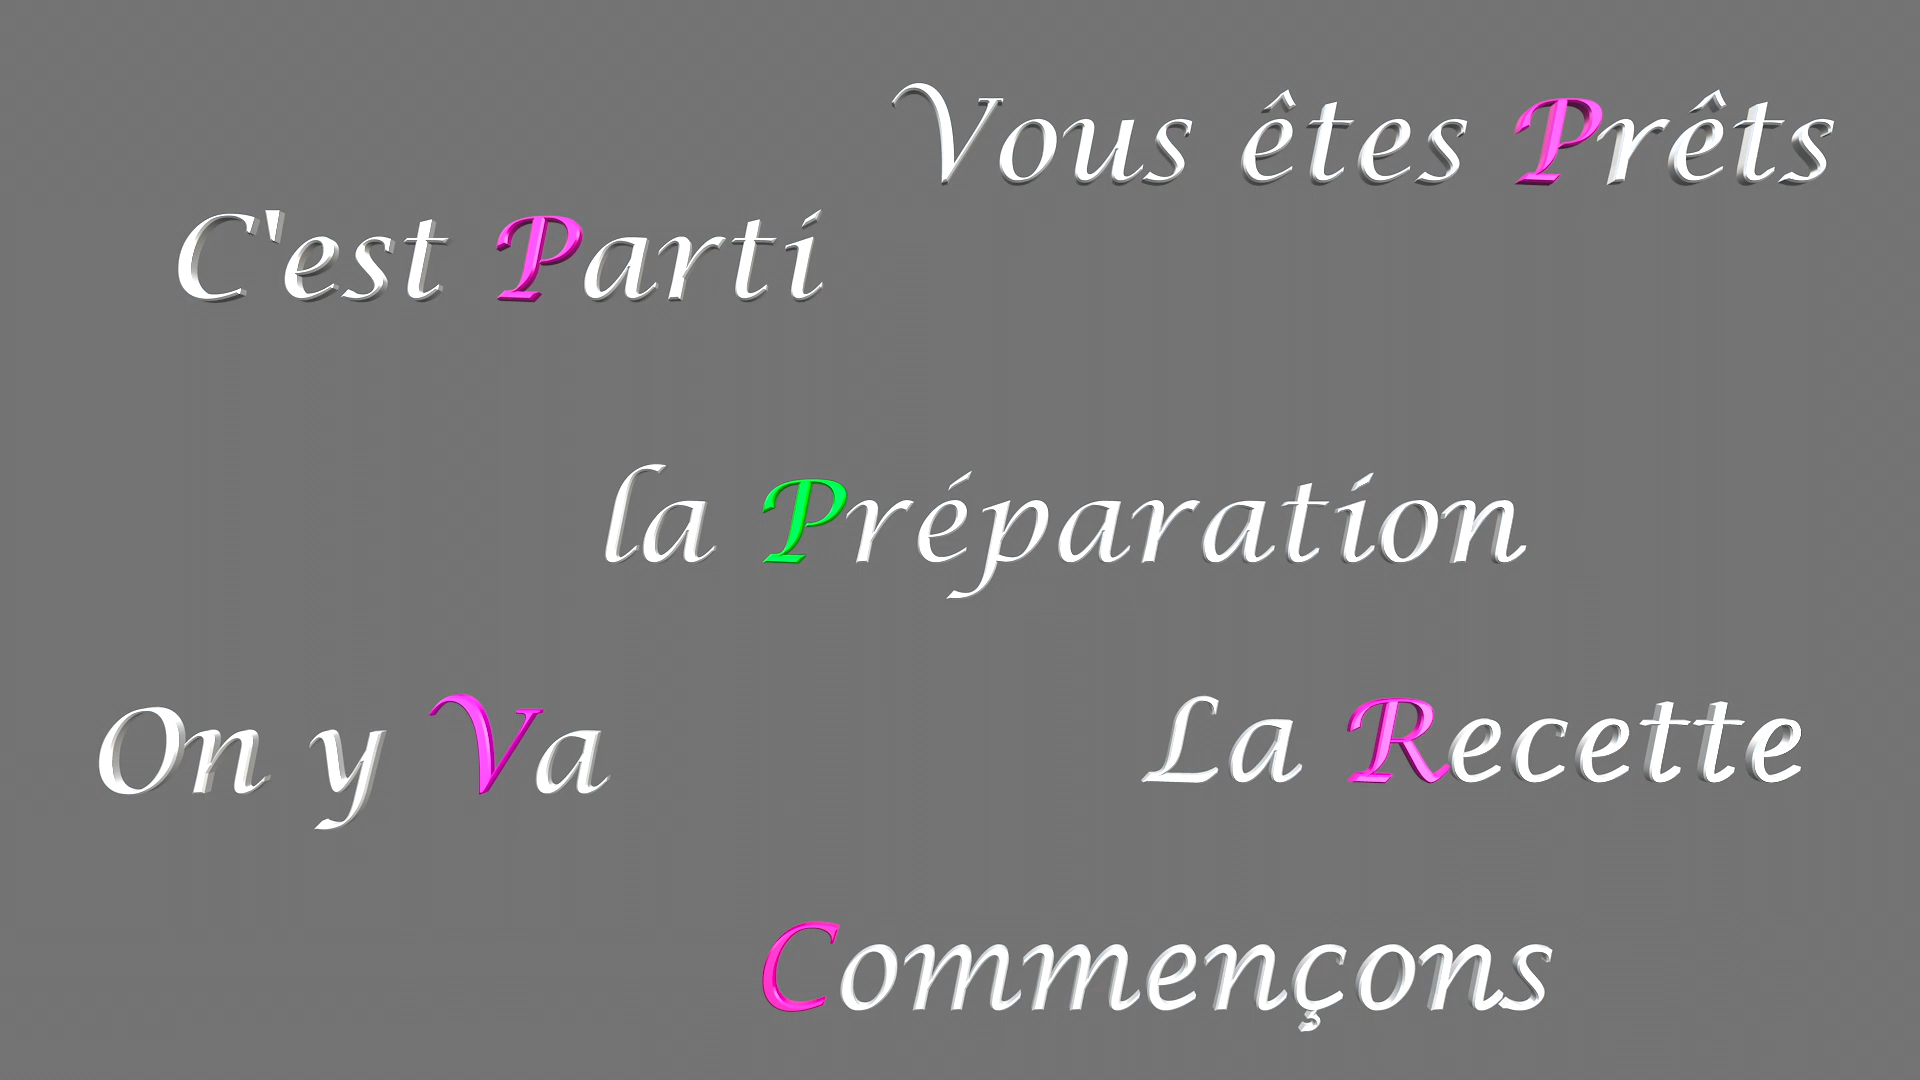 Vous êtes Prêts
C'est Parti
la Préparation
On y Va
La Recette
Commençons